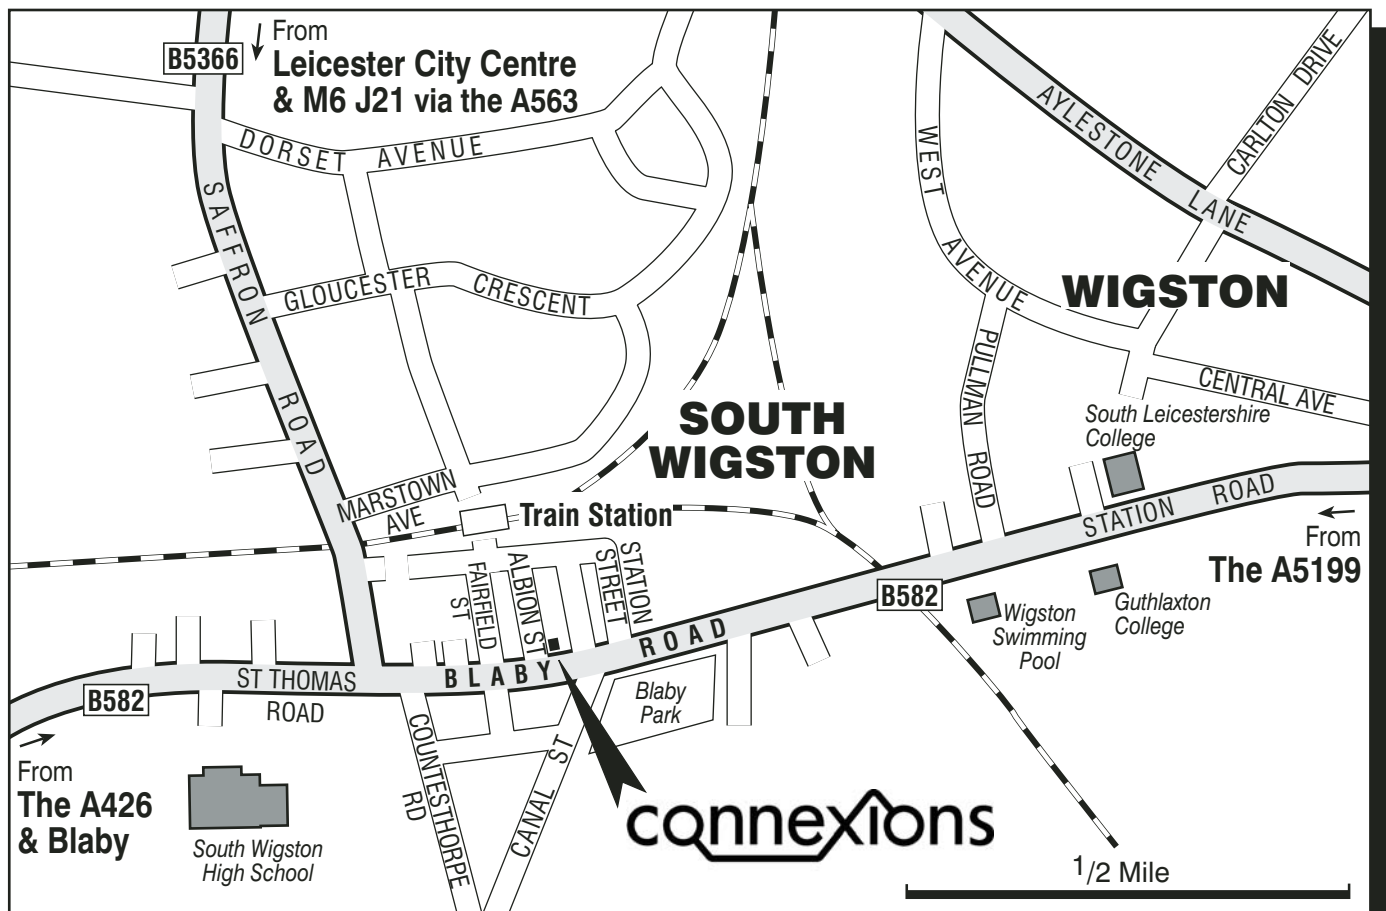 From
Leicester City Centre
& M6 J21 via the A563
B5366
DORSET AVENUE
SAFFRON ROAD
GLOUCESTER CRESCENT
MARSTOWN
AVE
Train Station
SOUTH
WIGSTON
WEST AVENUE
AYLESTONE LANE
CARLTON DRIVE
WIGSTON
PULLMAN ROAD
CENTRAL AVE
South Leicestershire
College
STATION ROAD
From
The A5199
B582
Wigston
Swimming
Pool
Guthlaxton
College
FAIRFIELD
ST
ALBION ST
STATION
STREET
BLABY ROAD
ST THOMAS
ROAD
B582
Blaby
Park
From
The A426
& Blaby
South Wigston
High School
COUNTESTHORPE
RD
CANAL ST
connexions
1/2 Mile